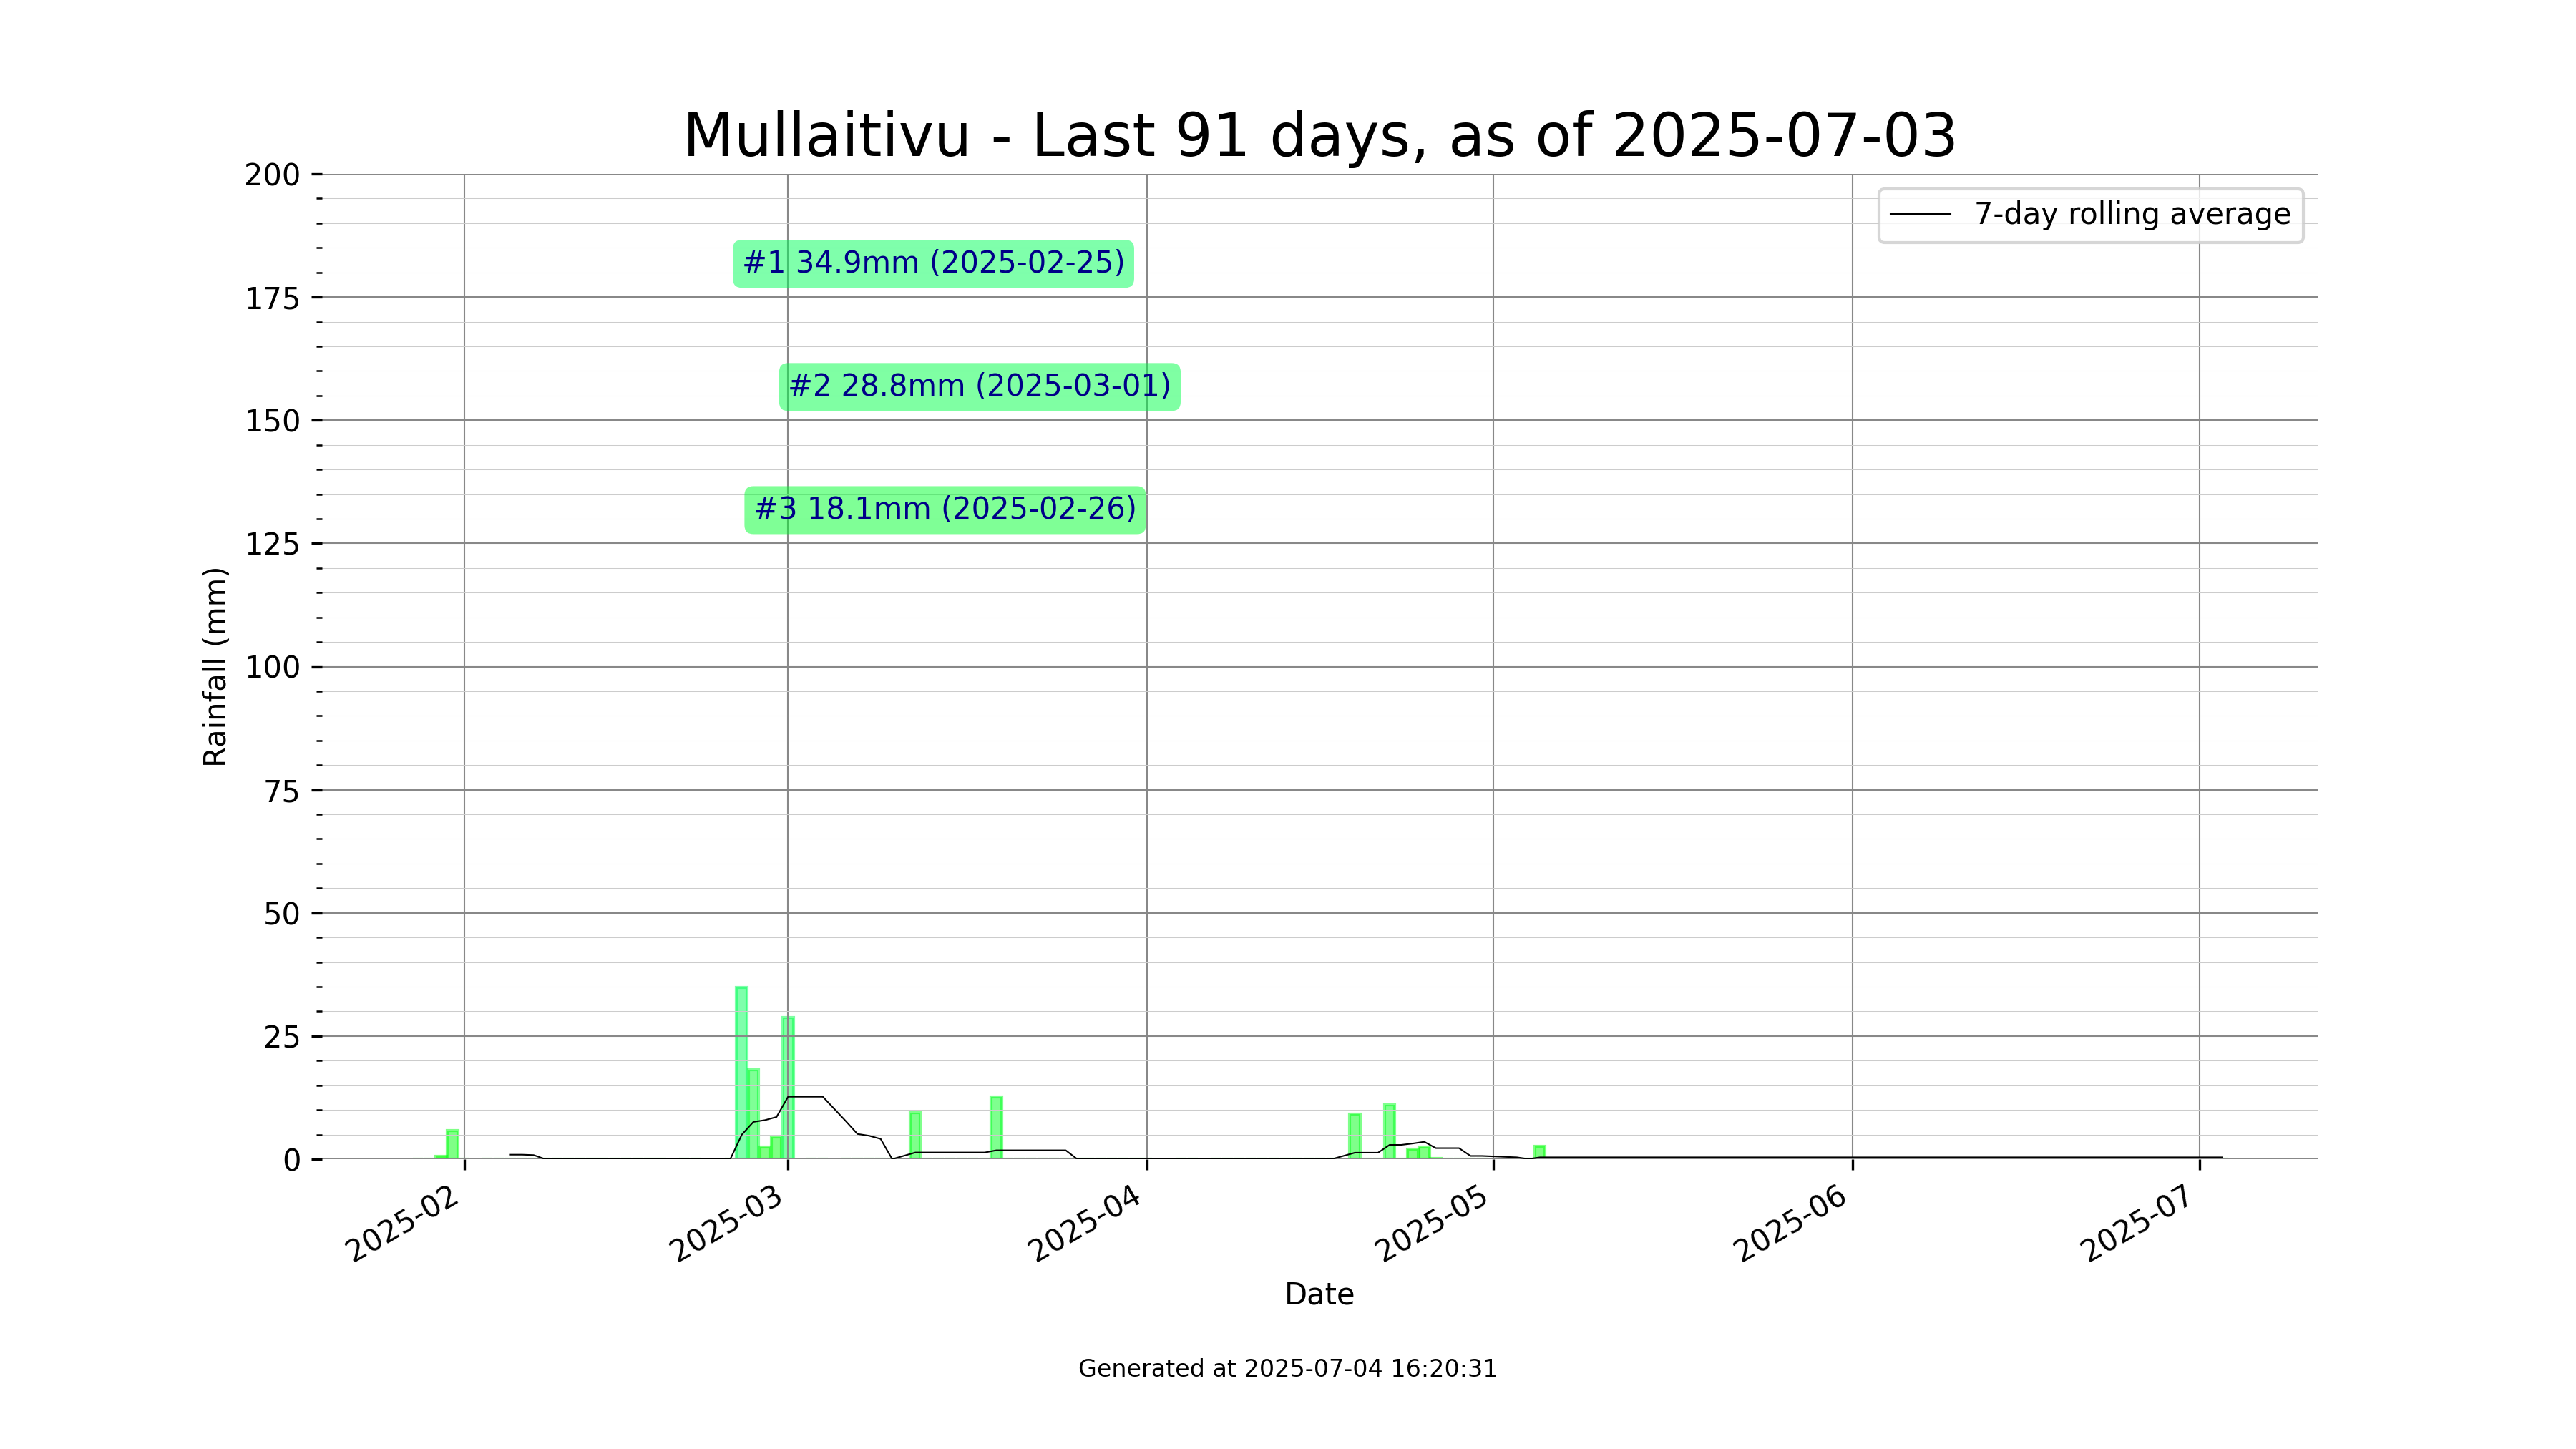 Mullaitivu - Last 91 days, as of 2025-07-03
7-day rolling average
200
175
150
125
100
75
50
25
0
Rainfall (mm)
#1 34.9mm (2025-02-25)
#2 28.8mm (2025-03-01)
#3 18.1mm (2025-02-26)
2025-02
2025-03
2025-04
2025-05
2025-06
2025-07
Date
Generated at 2025-07-04 16:20:31